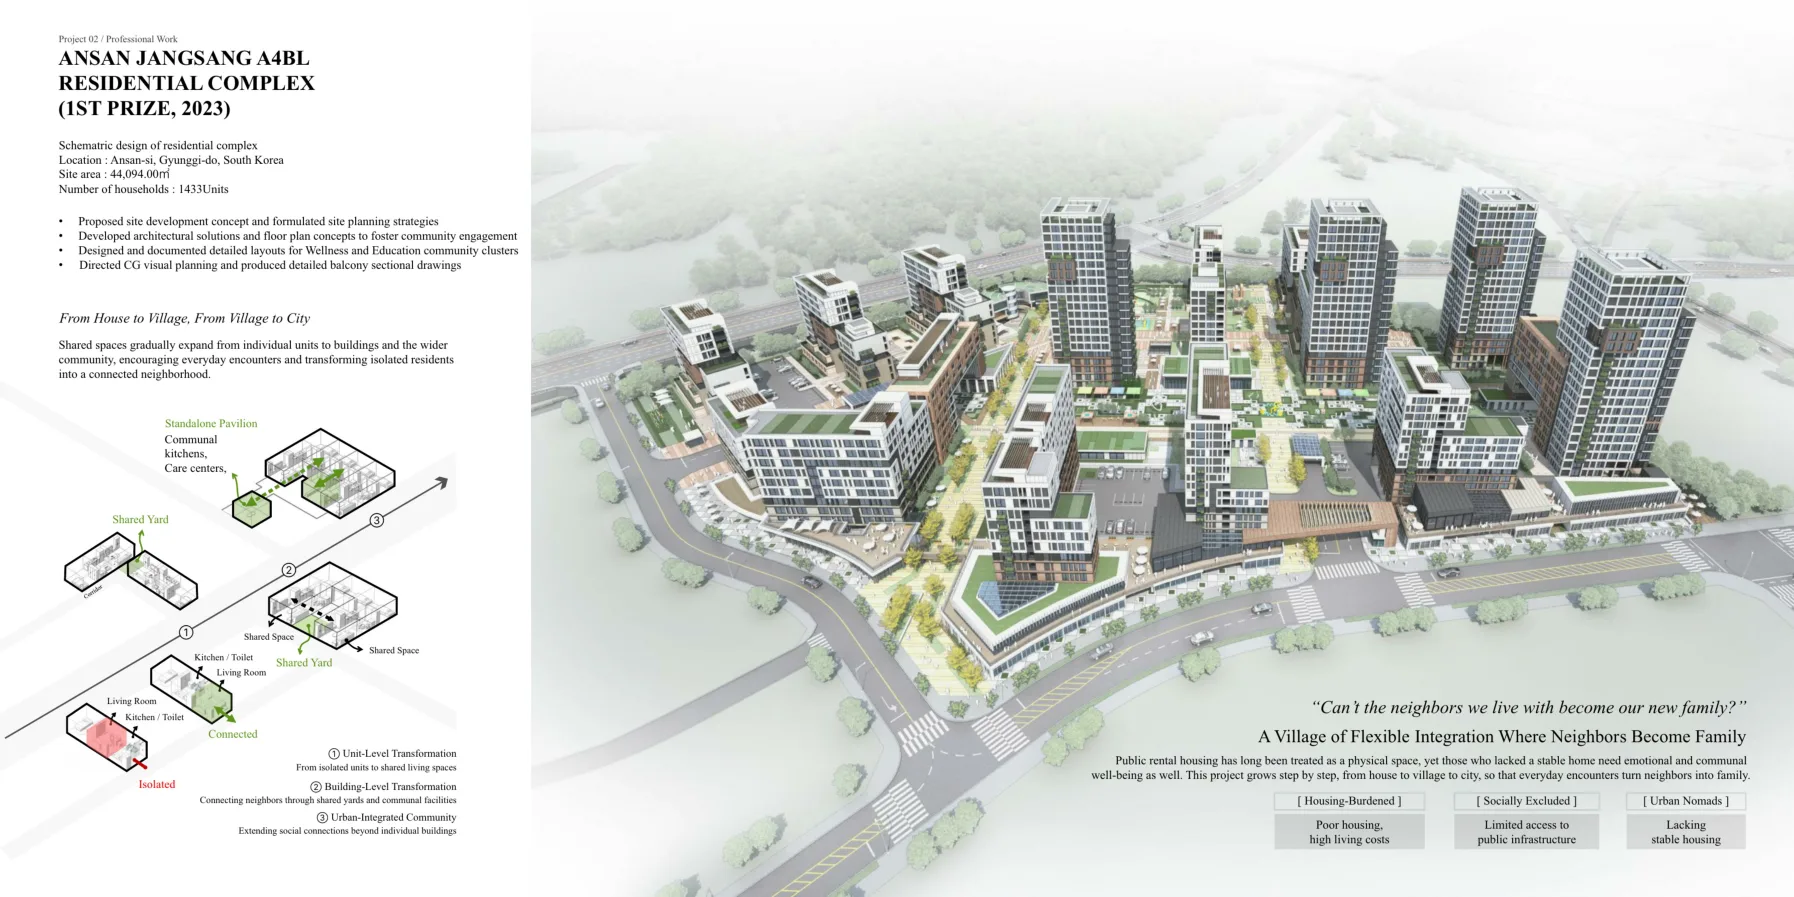 Project 02 / Professional Work
ANSAN JANGSANG A4BL
RESIDENTIAL COMPLEX
(1ST PRIZE, 2023)
Schematric design of residential complex
Location : Ansan-si, Gyunggi-do, South Korea
Site area : 44,094.00㎡
Number of households : 1433Units
• Proposed site development concept and formulated site planning strategies
• Developed architectural solutions and floor plan concepts to foster community engagement
• Designed and documented detailed layouts for Wellness and Education community clusters
• Directed CG visual planning and produced detailed balcony sectional drawings
From House to Village, From Village to City
Shared spaces gradually expand from individual units to buildings and the wider
community, encouraging everyday encounters and transforming isolated residents
into a connected neighborhood.
Standalone Pavilion
Communal
kitchens,
Care centers,
③
Shared Yard
Corridor
②
①
Shared Space
Shared Space
Shared Yard
Kitchen / Toilet
Living Room
Living Room
Kitchen / Toilet
Connected
Isolated
① Unit-Level Transformation
From isolated units to shared living spaces
② Building-Level Transformation
Connecting neighbors through shared yards and communal facilities
③ Urban-Integrated Community
Extending social connections beyond individual buildings
“Can’t the neighbors we live with become our new family?”
A Village of Flexible Integration Where Neighbors Become Family
Public rental housing has long been treated as a physical space, yet those who lacked a stable home need emotional and communal
well-being as well. This project grows step by step, from house to village to city, so that everyday encounters turn neighbors into family.
[ Housing-Burdened ]
Poor housing,
high living costs
[ Socially Excluded ]
Limited access to
public infrastructure
[ Urban Nomads ]
Lacking
stable housing